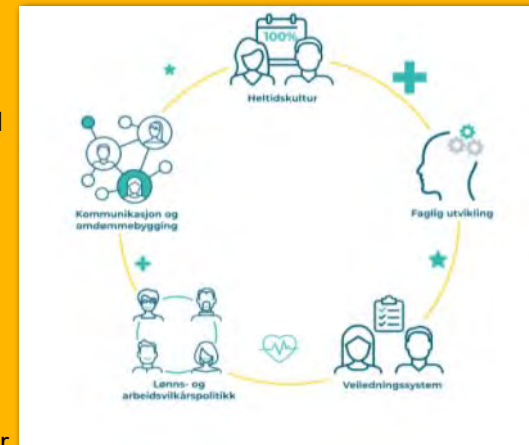 100%
Heltidskultur
Faglig utvikling
Veiledningssystem
Lønns- og
arbeidsvilkårspolitikk
Kommunikasjon og
omdømmebygging